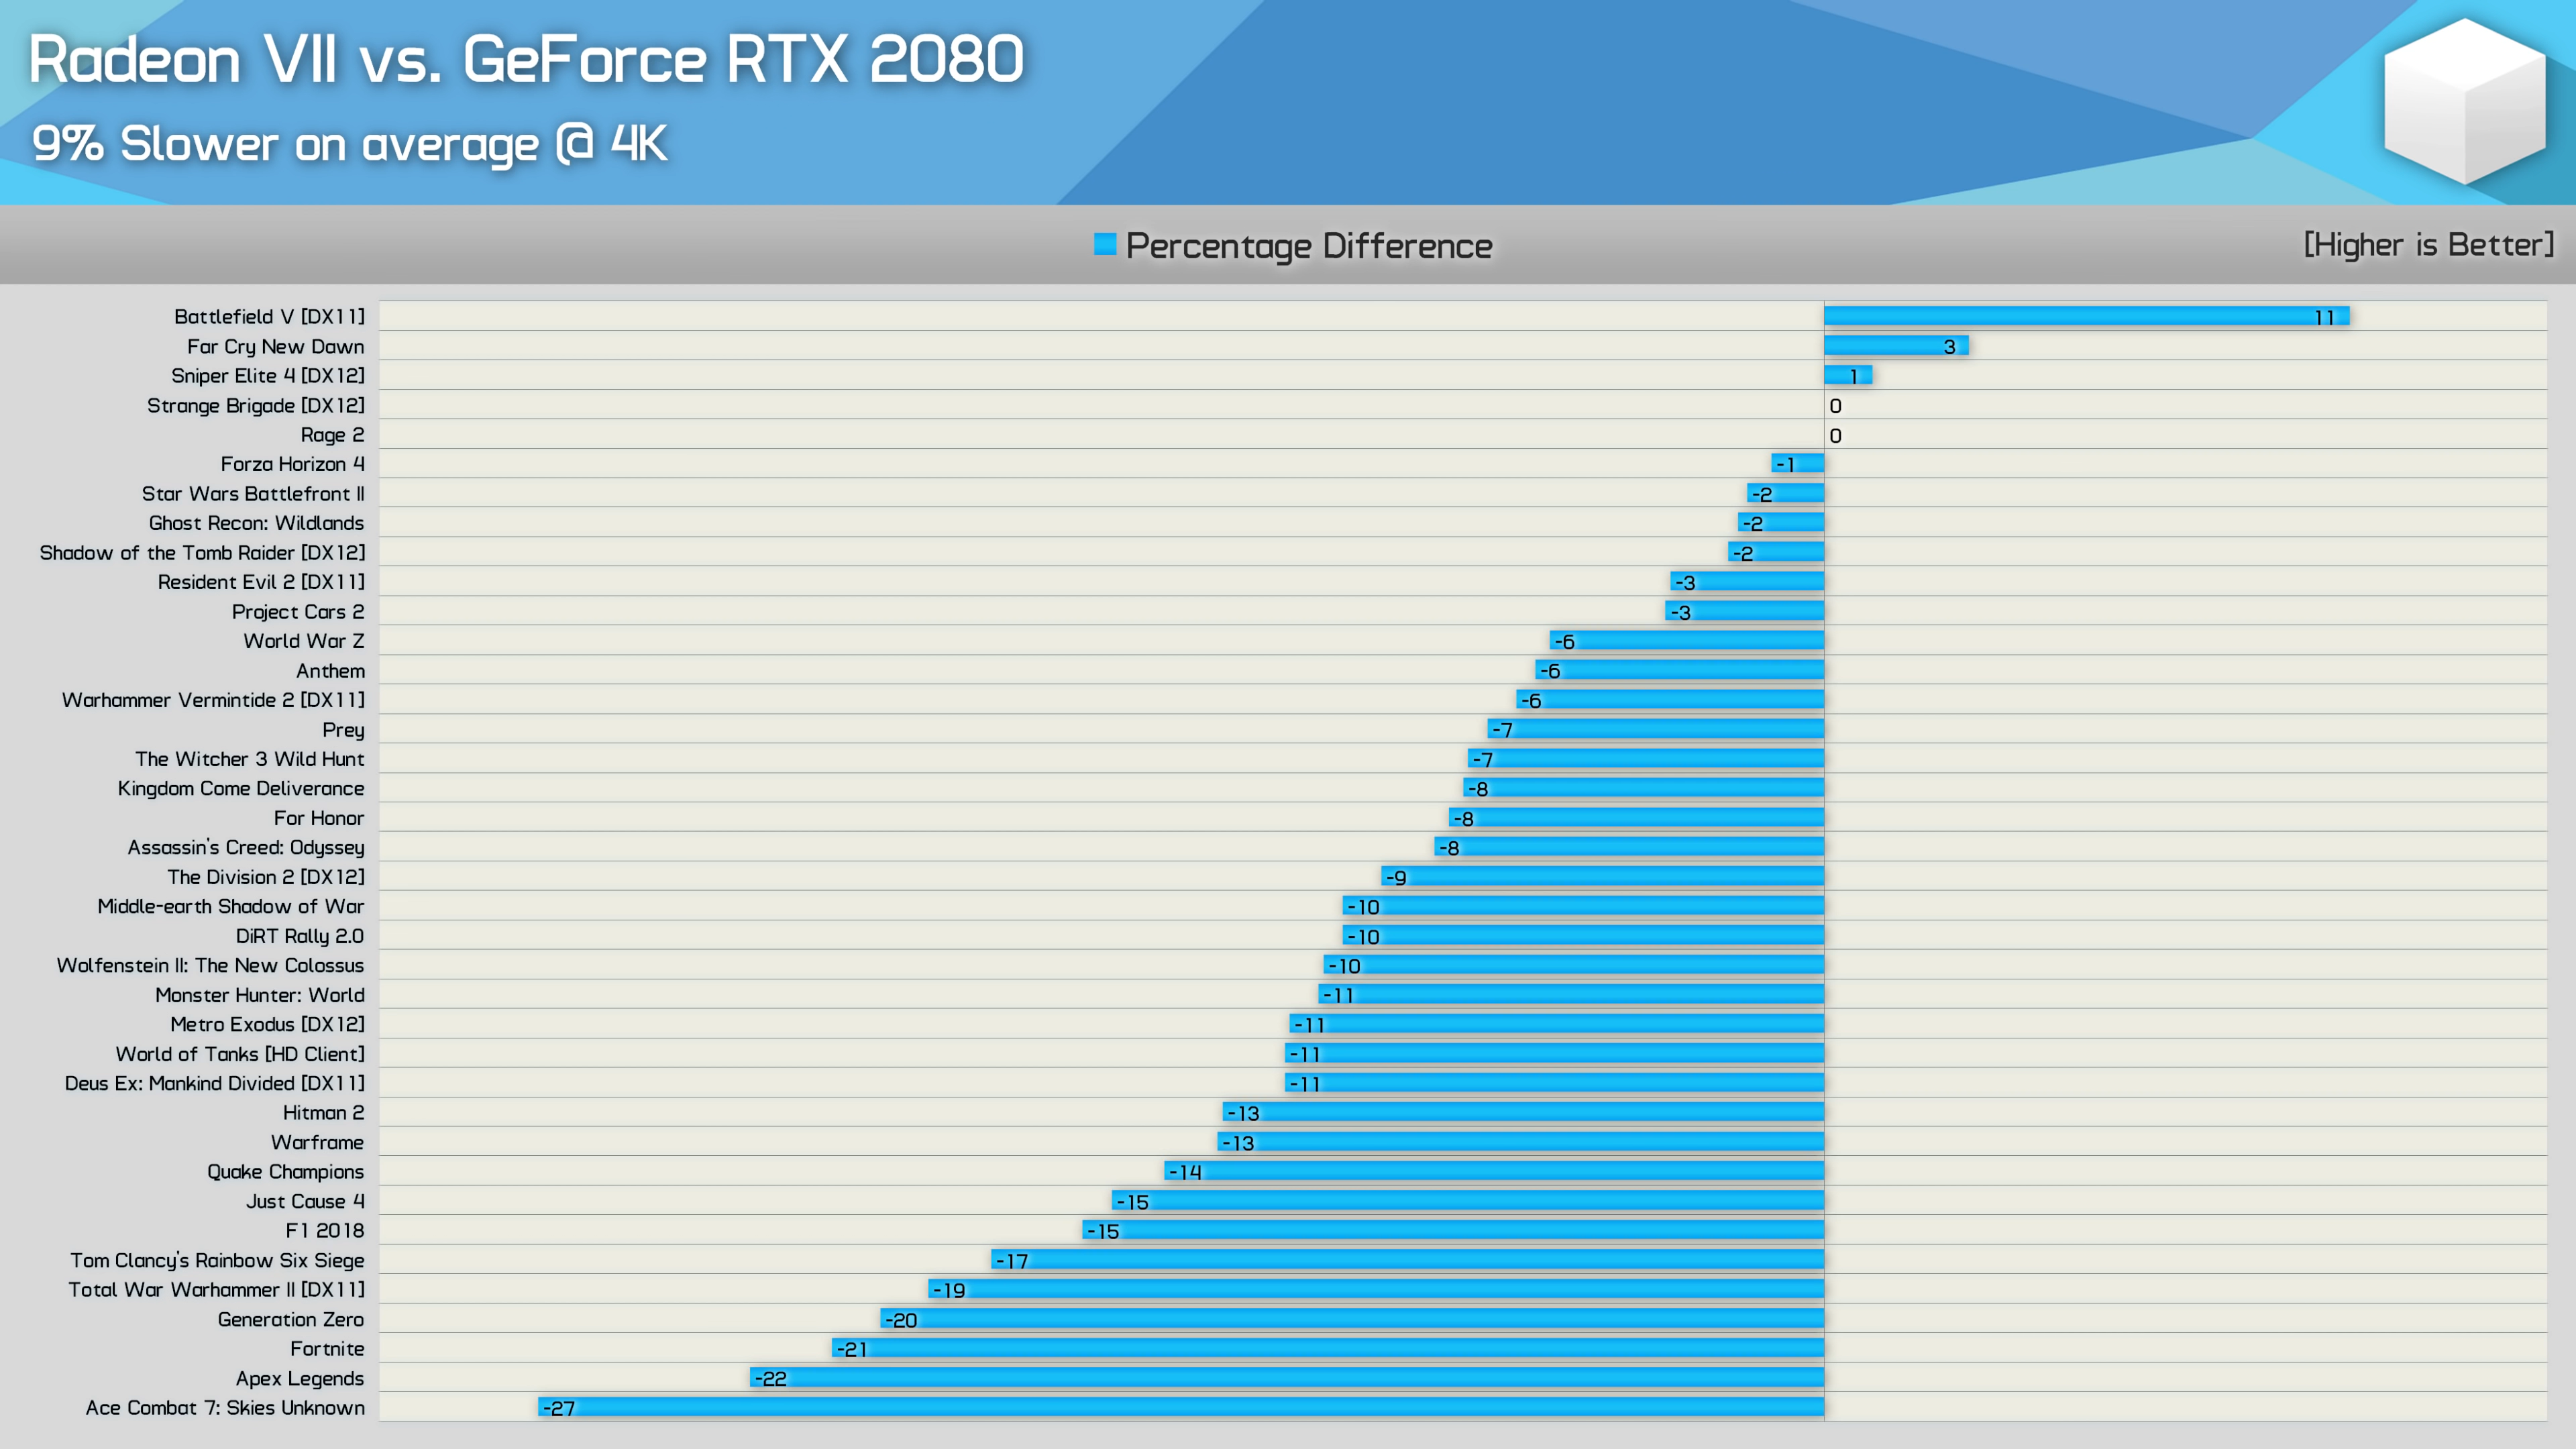 Radeon VII vs. GeForce RTX 2080
9% Slower on average @ 4K
Percentage Difference
[Higher is Better]
Battlefield V [DX11] 11
Far Cry New Dawn 3
Sniper Elite 4 [DX12] 1
Strange Brigade [DX12] 0
Rage 2 0
Forza Horizon 4 -1
Star Wars Battlefront II -2
Ghost Recon: Wildlands -2
Shadow of the Tomb Raider [DX12] -2
Resident Evil 2 [DX11] -3
Project Cars 2 -3
World War Z -6
Anthem -6
Warhammer Vermintide 2 [DX11] -6
Prey -7
The Witcher 3 Wild Hunt -7
Kingdom Come Deliverance -8
For Honor -8
Assassin's Creed: Odyssey -8
The Division 2 [DX12] -9
Middle-earth Shadow of War -10
DiRT Rally 2.0 -10
Wolfenstein II: The New Colossus -10
Monster Hunter: World -11
Metro Exodus [DX12] -11
World of Tanks [HD Client] -11
Deus Ex: Mankind Divided [DX11] -11
Hitman 2 -13
Warframe -13
Quake Champions -14
Just Cause 4 -15
F1 2018 -15
Tom Clancy's Rainbow Six Siege -17
Total War Warhammer II [DX11] -19
Generation Zero -20
Fortnite -21
Apex Legends -22
Ace Combat 7: Skies Unknown -27